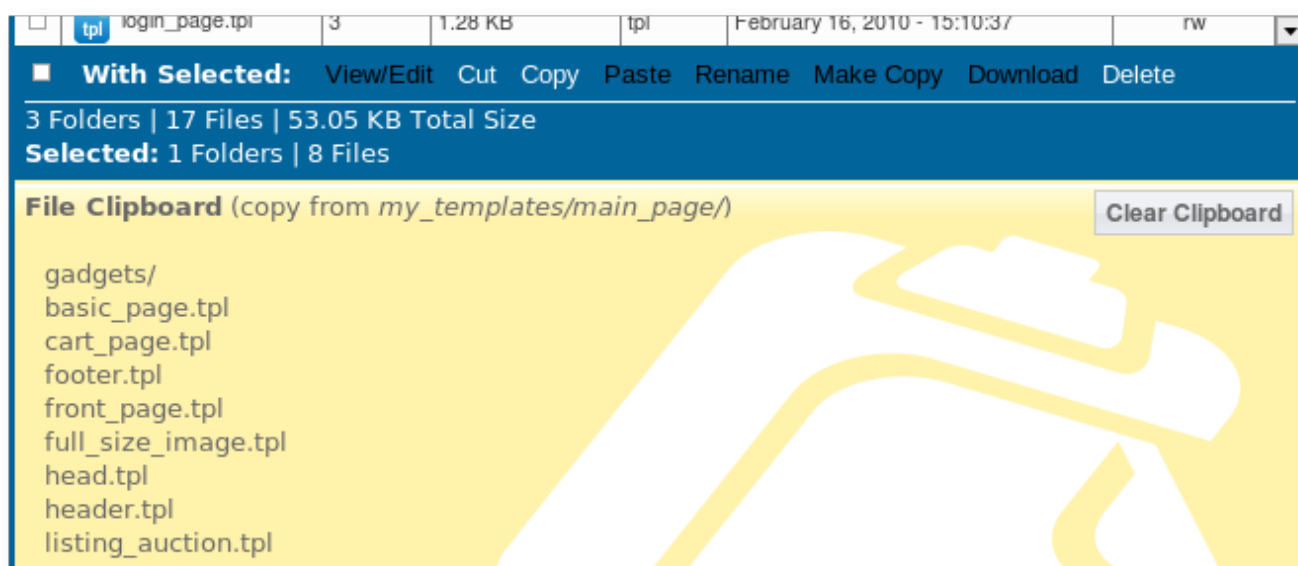 tpl login_page.tpl 3 1.28 KB tpl February 16, 2010 - 15:10:37 rw
With Selected: View/Edit Cut Copy Paste Rename Make Copy Download Delete
3 Folders | 17 Files | 53.05 KB Total Size
Selected: 1 Folders | 8 Files
File Clipboard (copy from my_templates/main_page/) Clear Clipboard
gadgets/
basic_page.tpl
cart_page.tpl
footer.tpl
front_page.tpl
full_size_image.tpl
head.tpl
header.tpl
listing_auction.tpl